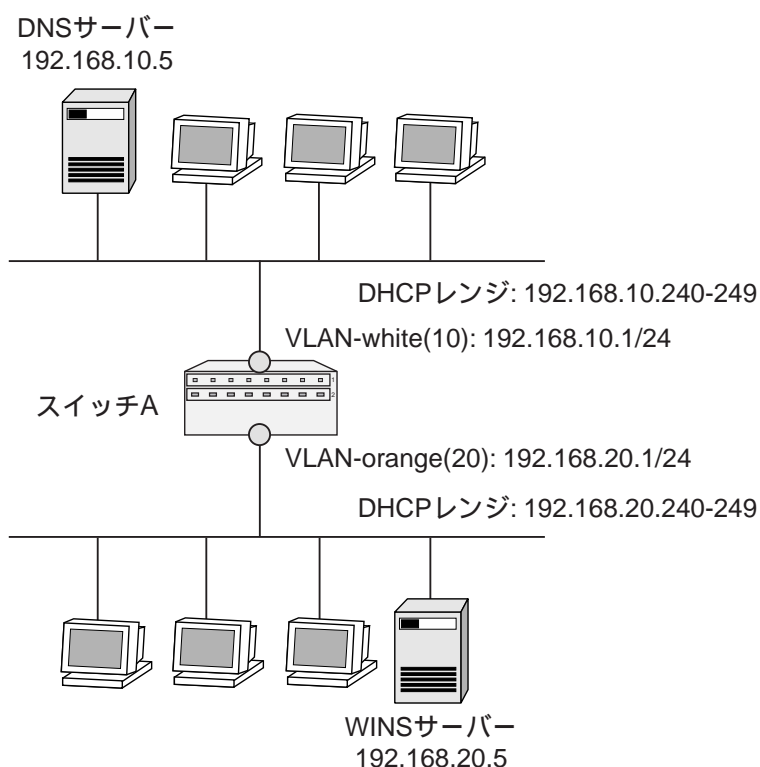 DNSサーバー
192.168.10.5
DHCPレンジ: 192.168.10.240-249
VLAN-white(10): 192.168.10.1/24
1
2
スイッチA
VLAN-orange(20): 192.168.20.1/24
DHCPレンジ: 192.168.20.240-249
WINSサーバー
192.168.20.5